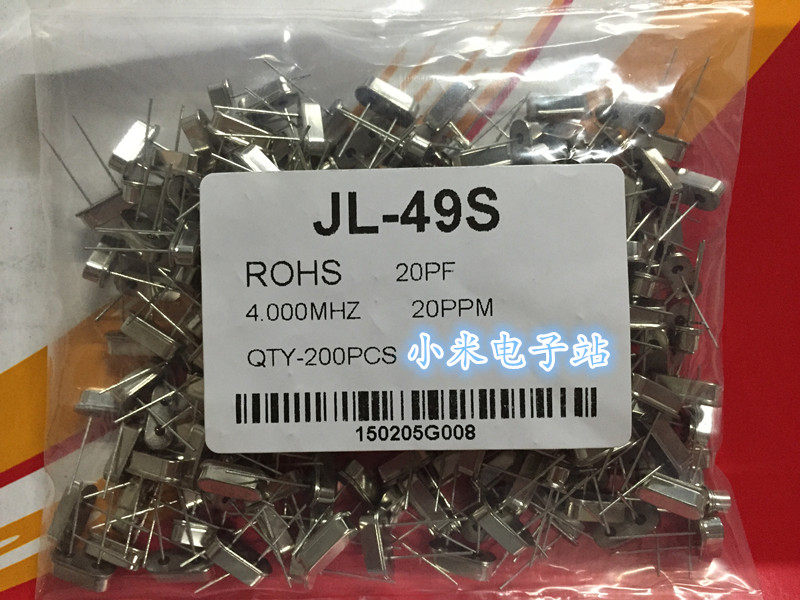 JL-49S
ROHS 20PF
4.000MHZ 20PPM
QTY-200PCS 小米电子站
150205G008